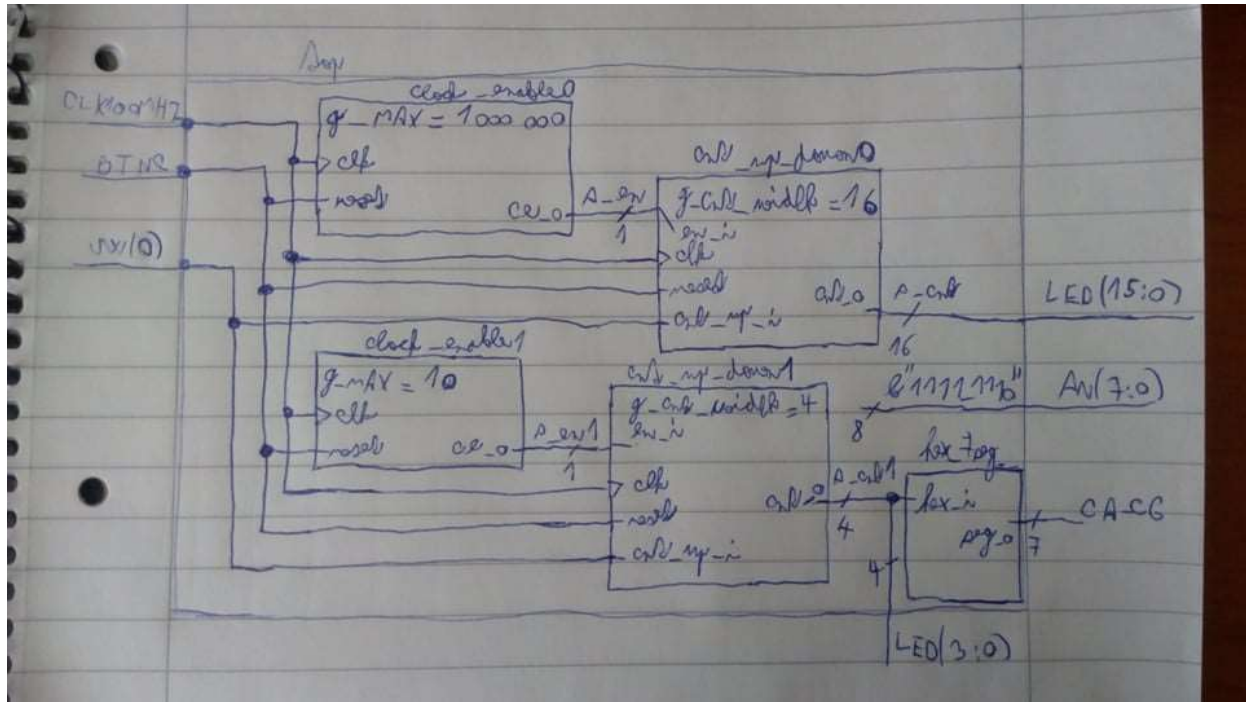 Top
CLK100MHZ
BTNR
SW(0)
clock_enable0
g_MAX = 1000 000
clk
reset
ce_o
s_en
1
cnt_up_down0
g_cnt_width = 16
en_i
clk
reset
cnt_up_i
cnt_o
s_cnt
16
LED(15:0)
clock_enable1
g_MAX = 10
clk
reset
ce_o
s_en1
1
cnt_up_down1
g_cnt_width = 4
en_i
clk
reset
cnt_up_i
cnt_o
s_cnt1
4
8
AN(7:0)
hex_7seg
hex_i
seg_o
7
CA-CG
4
LED(3:0)